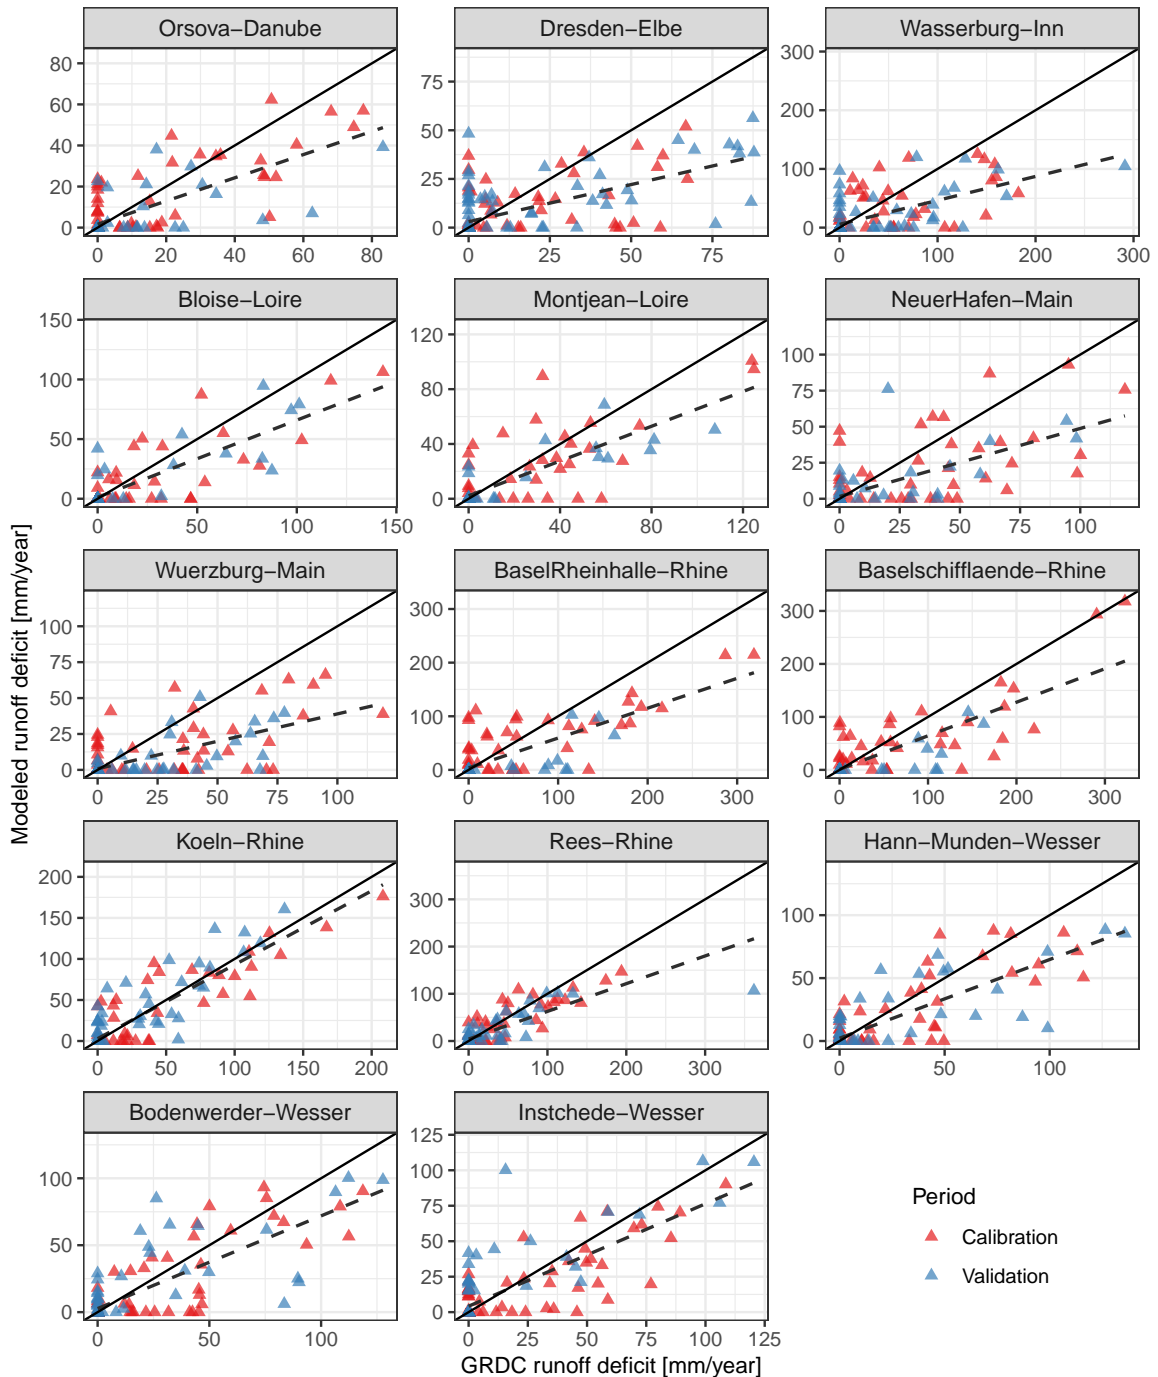 Orsova−Danube
Dresden−Elbe
Wasserburg−Inn
80
60
40
20
0
0 20 40 60 80
75
50
25
0
0 25 50 75
300
200
100
0
0 100 200 300
Bloise−Loire
Montjean−Loire
NeuerHafen−Main
150
100
50
0
0 50 100 150
120
80
40
0
0 40 80 120
100
75
50
25
0
0 25 50 75 100
Wuerzburg−Main
BaselRheinhalle−Rhine
Baselschifflaende−Rhine
100
75
50
25
0
0 25 50 75 100
300
200
100
0
0 100 200 300
300
200
100
0
0 100 200 300
Koeln−Rhine
Rees−Rhine
Hann−Munden−Wesser
200
150
100
50
0
0 50 100 150 200
300
200
100
0
0 100 200 300
100
50
0
0 50 100
Bodenwerder−Wesser
Instchede−Wesser
100
50
0
0 50 100
125
100
75
50
25
0
0 25 50 75 100 125
Modeled runoff deficit [mm/year]
GRDC runoff deficit [mm/year]
Period
Calibration
Validation